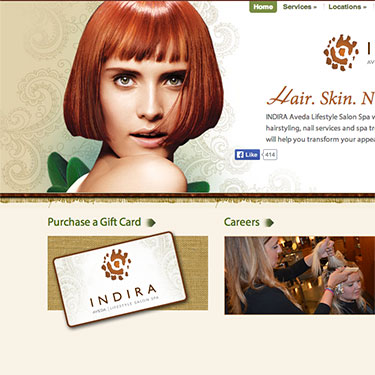 Home Services » Locations »
I
AV
Hair. Skin. N
INDIRA Aveda Lifestyle Salon Spa w
hairstyling, nail services and spa tr
will help you transform your appea
Like 414
Purchase a Gift Card Careers
INDIRA
AVEDA LIFESTYLE SALON SPA